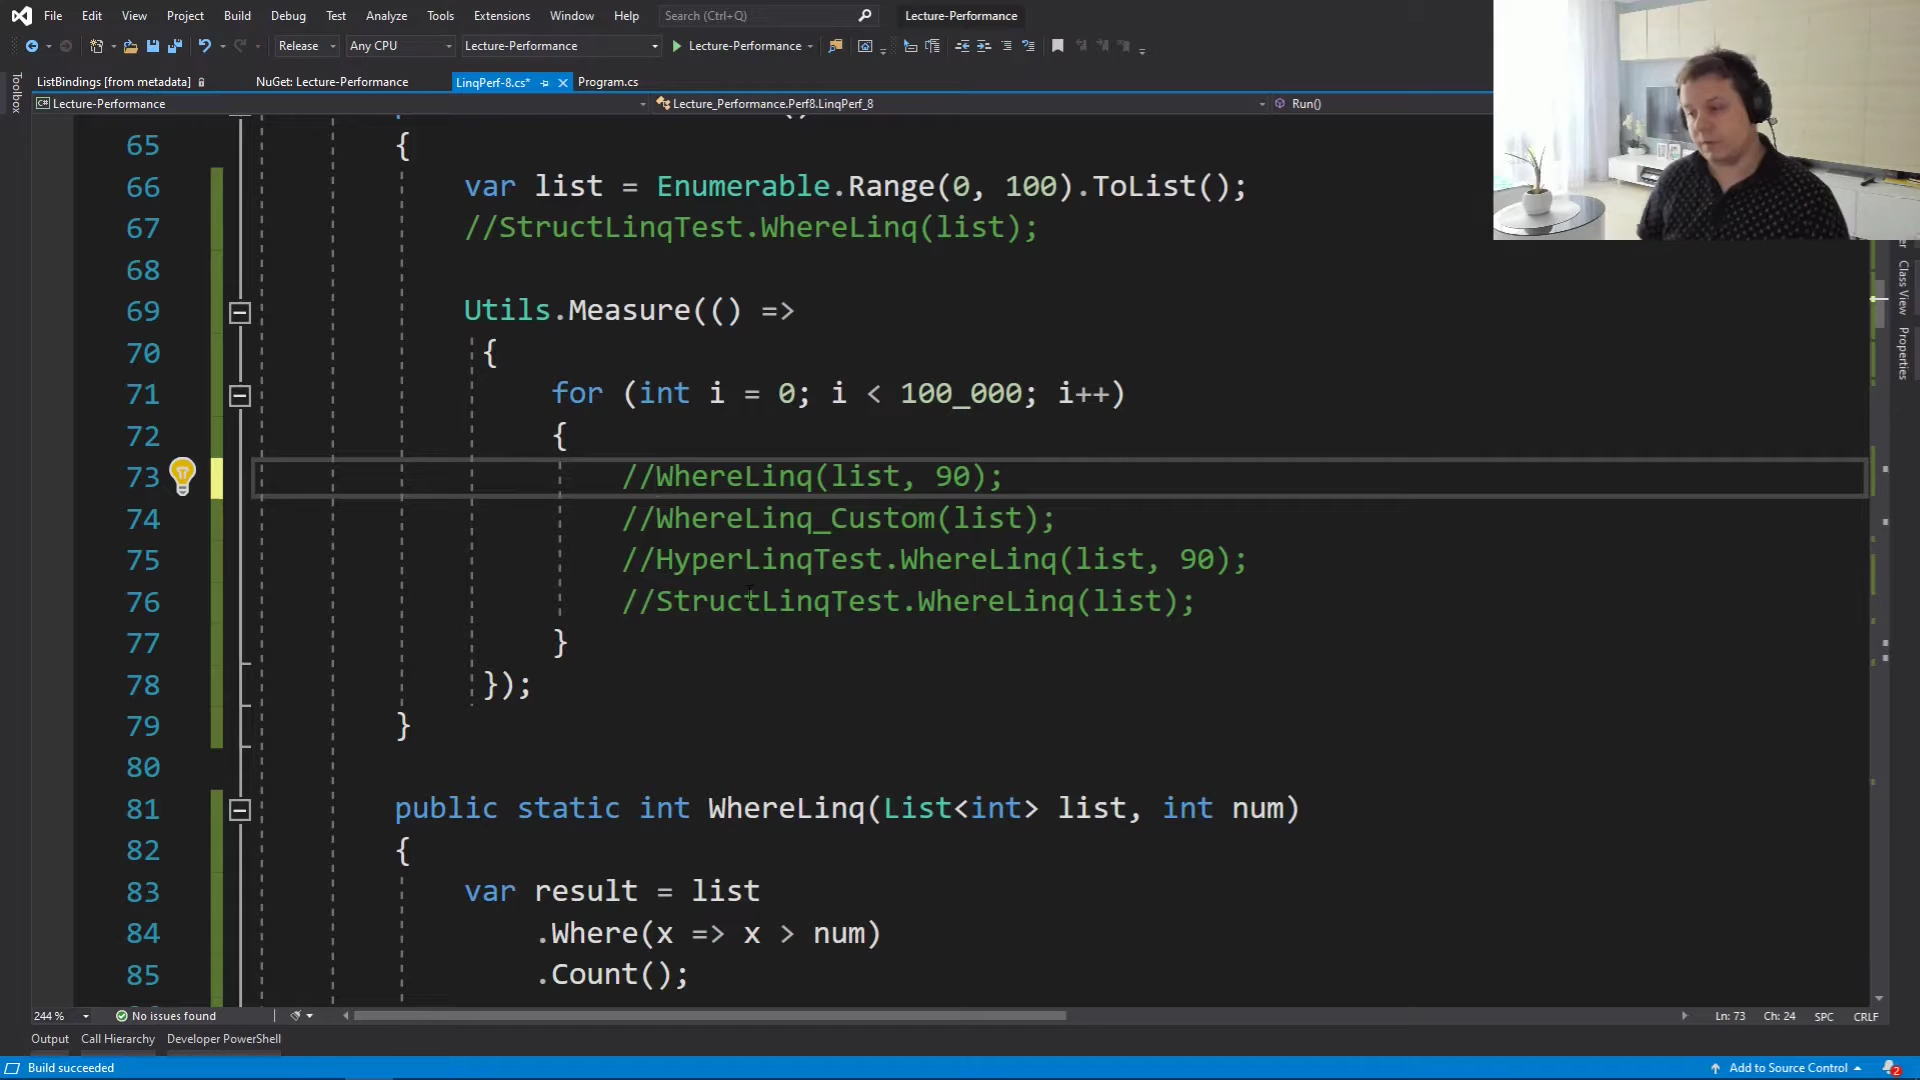 File Edit View Project Build Debug Test Analyze Tools Extensions Window Help Search (Ctrl+Q) Lecture-Performance
Release Any CPU Lecture-Performance Lecture-Performance
ListBindings [from metadata] NuGet: Lecture-Performance LinqPerf-8.cs* Program.cs
Lecture-Performance Lecture_Performance.Perf8.LinqPerf_8 Run()
Toolbox
Class View
Properties
65 {
66 var list = Enumerable.Range(0, 100).ToList();
67 //StructLinqTest.WhereLinq(list);
68
69 Utils.Measure(() =>
70 {
71 for (int i = 0; i < 100_000; i++)
72 {
73 //WhereLinq(list, 90);
74 //WhereLinq_Custom(list);
75 //HyperLinqTest.WhereLinq(list, 90);
76 //StructLinqTest.WhereLinq(list);
77 }
78 });
79 }
80
81 public static int WhereLinq(List<int> list, int num)
82 {
83 var result = list
84 .Where(x => x > num)
85 .Count();
244 % No issues found Ln: 73 Ch: 24 SPC CRLF
Output Call Hierarchy Developer PowerShell
Build succeeded Add to Source Control 2